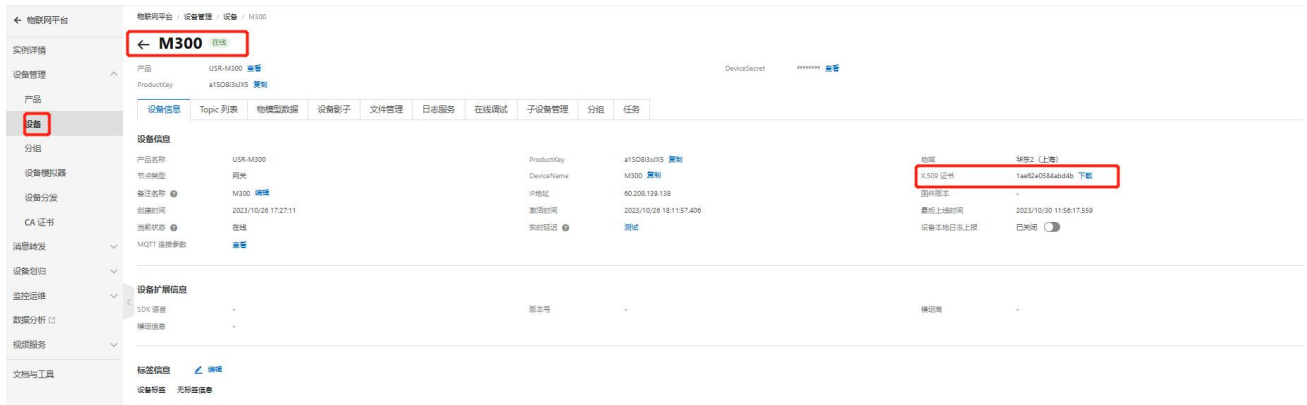 ← 物联网平台
物联网平台 / 设备管理 / 设备 / M300
← M300 在线
实例详情
设备管理
产品
设备
分组
设备模拟器
设备分发
CA 证书
消息转发
设备划归
监控运维
数据分析
视频服务
文档与工具
产品 USR-M300 查看 DeviceSecret ******** 查看
ProductKey a1SO8i3xJX5 复制
设备信息 Topic 列表 物模型数据 设备影子 文件管理 日志服务 在线调试 子设备管理 分组 任务
设备信息
产品名称 USR-M300 ProductKey a1SO8i3xJX5 复制 地域 华东2（上海）
节点类型 网关 DeviceName M300 复制 X.509 证书 1ae62e0584abd4b 下载
备注名称 M300 编辑 IP地址 60.208.139.138 固件版本 -
创建时间 2023/10/26 17:27:11 激活时间 2023/10/26 18:11:57.406 最后上线时间 2023/10/30 11:56:17.559
当前状态 在线 实时延迟 测试 设备本地日志上报 已关闭
MQTT 连接参数 查看
设备扩展信息
SDK 语言 - 版本号 - 模组商 -
模组信息 -
标签信息 编辑
设备标签 无标签信息